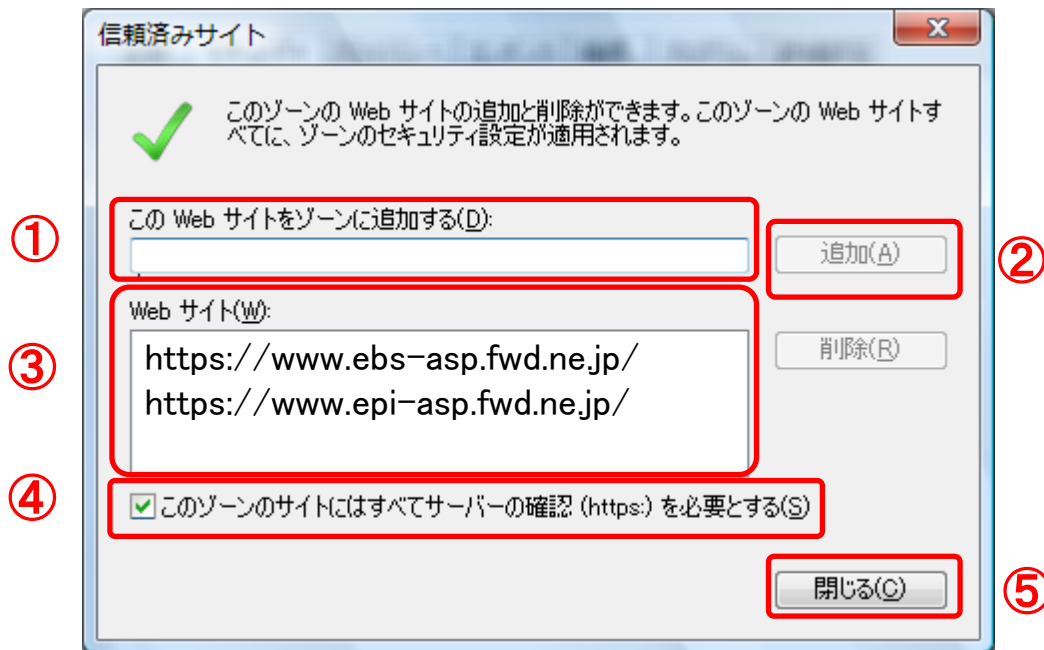 信頼済みサイト
このゾーンの Web サイトの追加と削除ができます。このゾーンの Web サイトす
べてに、ゾーンのセキュリティ設定が適用されます。
①
この Web サイトをゾーンに追加する(D):
追加(A)
②
③
Web サイト(W):
https://www.ebs-asp.fwd.ne.jp/
https://www.epi-asp.fwd.ne.jp/
削除(R)
④
このゾーンのサイトにはすべてサーバーの確認 (https:) を必要とする(S)
閉じる(C)
⑤